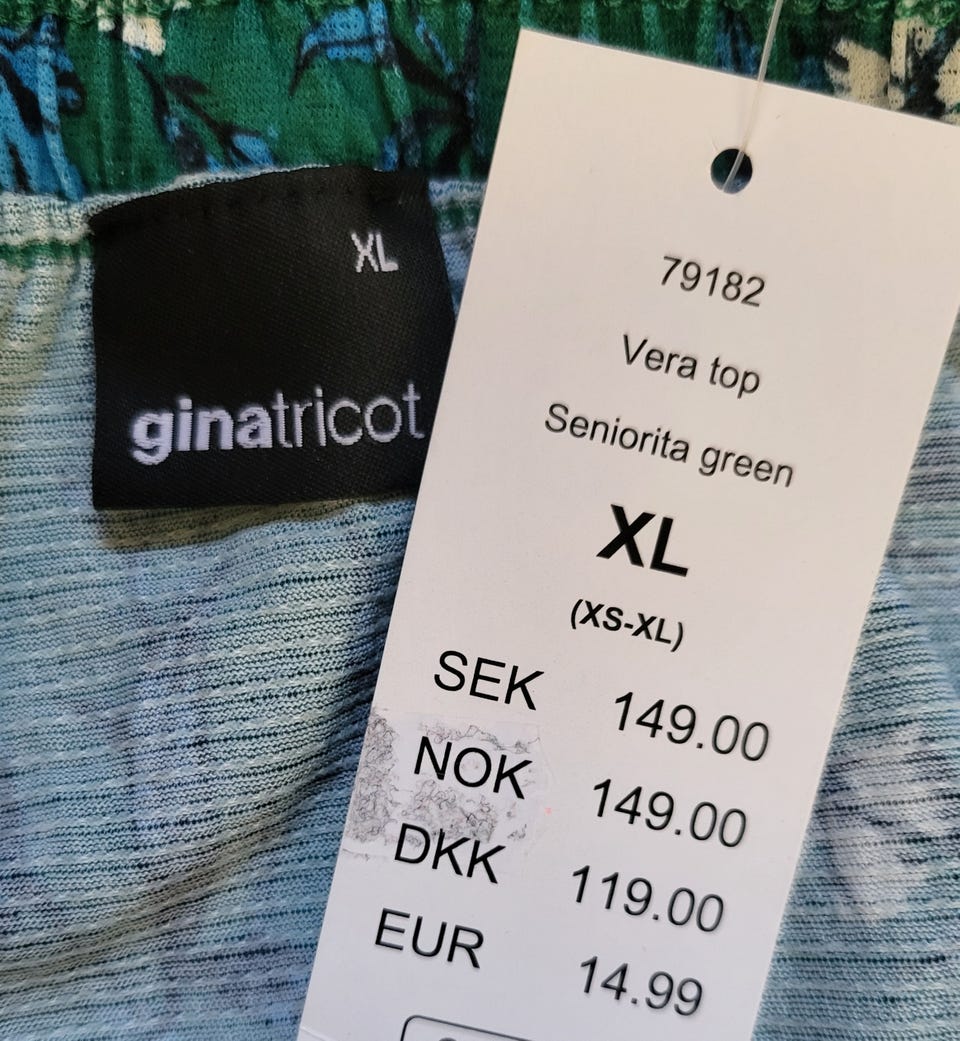 XL
ginatricot
79182
Vera top
Seniorita green
XL
(XS-XL)
SEK 149.00
NOK 149.00
DKK 119.00
EUR 14.99